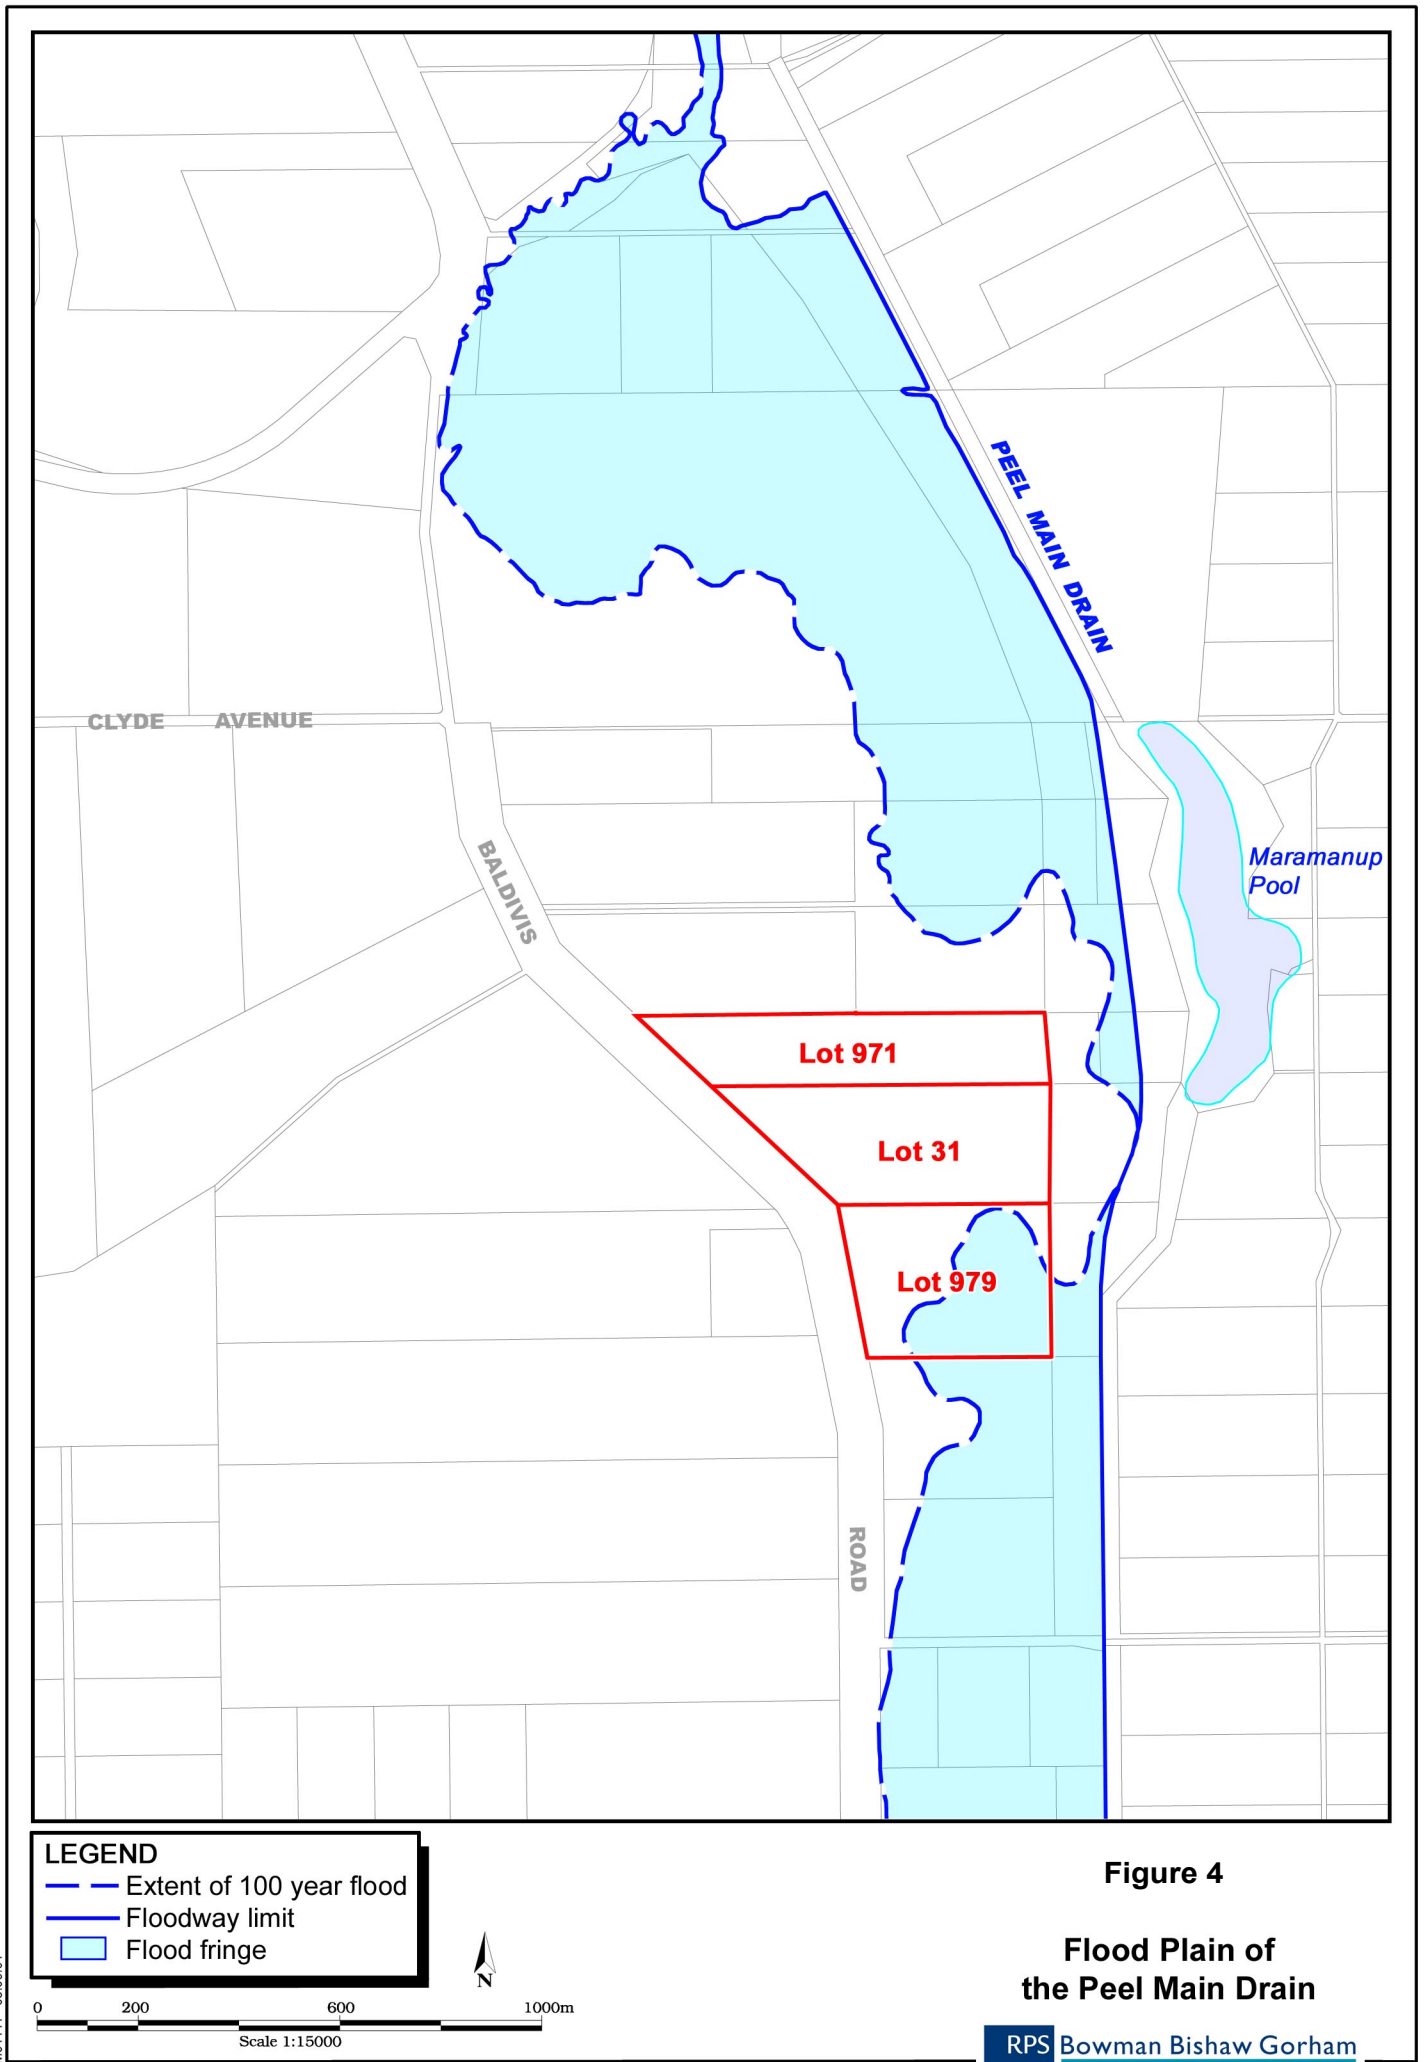 PEEL MAIN DRAIN
CLYDE AVENUE
BALDIVIS
Maramanup
Pool
Lot 971
Lot 31
Lot 979
ROAD
LEGEND
Extent of 100 year flood
Floodway limit
Flood fringe
N
0 200 600 1000m
Scale 1:15000
Figure 4
Flood Plain of
the Peel Main Drain
RPS Bowman Bishaw Gorham